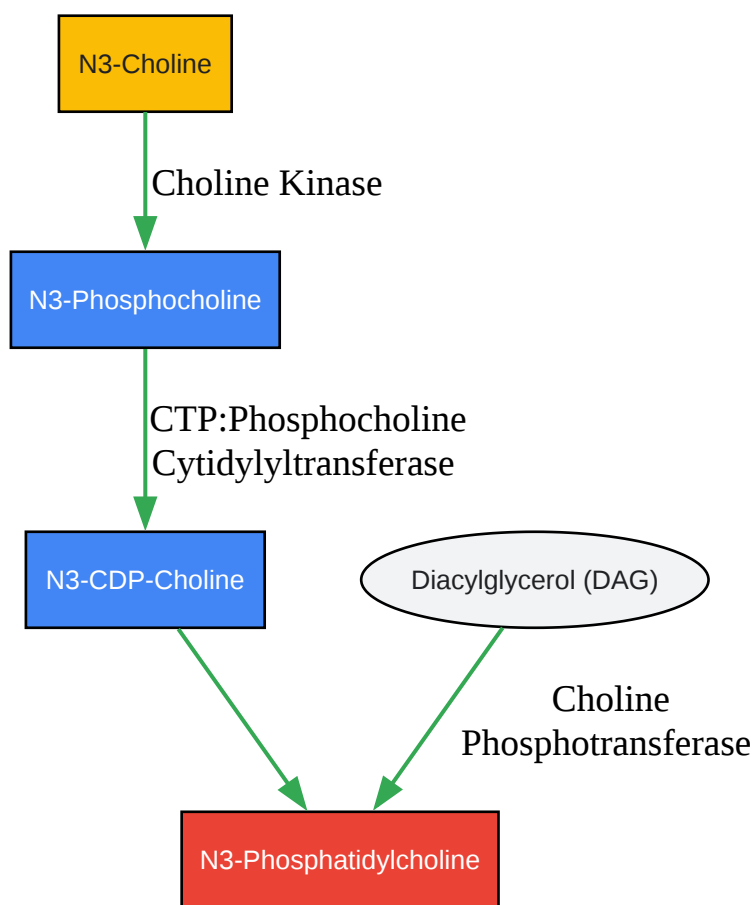 N3-Choline
Choline Kinase
N3-Phosphocholine
CTP:Phosphocholine
Cytidylyltransferase
N3-CDP-Choline
Diacylglycerol (DAG)
Choline
Phosphotransferase
N3-Phosphatidylcholine